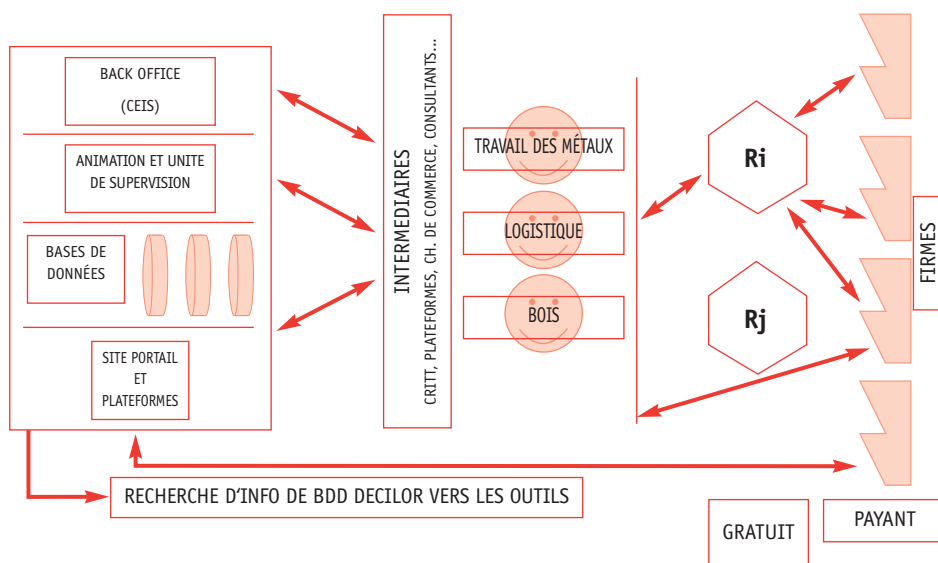 BACK OFFICE
(CEIS)
ANIMATION ET UNITE
DE SUPERVISION
BASES DE
DONNÉES
SITE PORTAIL
ET
PLATEFORMES
INTERMEDIAIRES
CRITT, PLATEFORMES, CH. DE COMMERCE, CONSULTANTS...
TRAVAIL DES MÉTAUX
LOGISTIQUE
BOIS
Ri
Rj
FIRMES
RECHERCHE D'INFO DE BDD DECILOR VERS LES OUTILS
GRATUIT
PAYANT